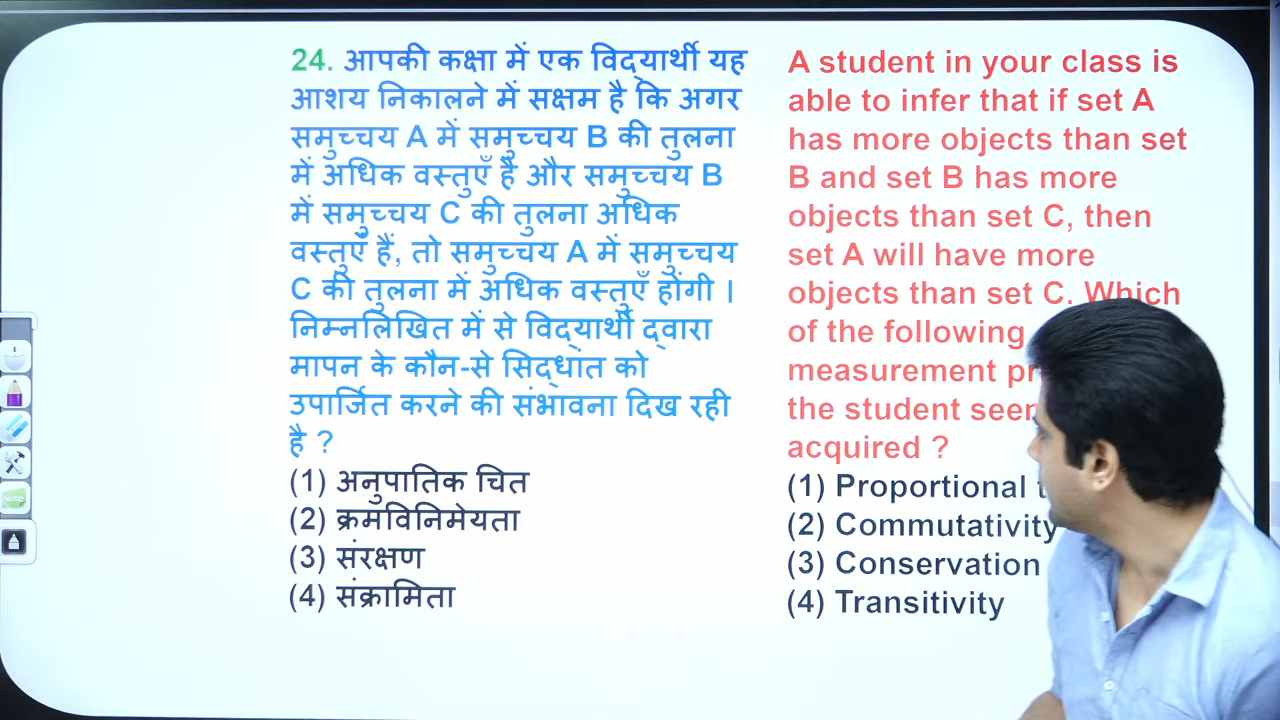 24. आपकी कक्षा में एक विद्यार्थी यह
आशय निकालने में सक्षम है कि अगर
समुच्चय A में समुच्चय B की तुलना
में अधिक वस्तुएँ हैं और समुच्चय B
में समुच्चय C की तुलना अधिक
वस्तुएँ हैं, तो समुच्चय A में समुच्चय
C की तुलना में अधिक वस्तुएँ होंगी ।
निम्नलिखित में से विद्यार्थी द्वारा
मापन के कौन-से सिद्धांत को
उपार्जित करने की संभावना दिख रही
है ?
(1) अनुपातिक चित
(2) क्रमविनिमेयता
(3) संरक्षण
(4) संक्रामिता
A student in your class is
able to infer that if set A
has more objects than set
B and set B has more
objects than set C, then
set A will have more
objects than set C. Which
of the following
measurement
the student
acquired ?
(1) Proportional
(2) Commutativity
(3) Conservation
(4) Transitivity
Note